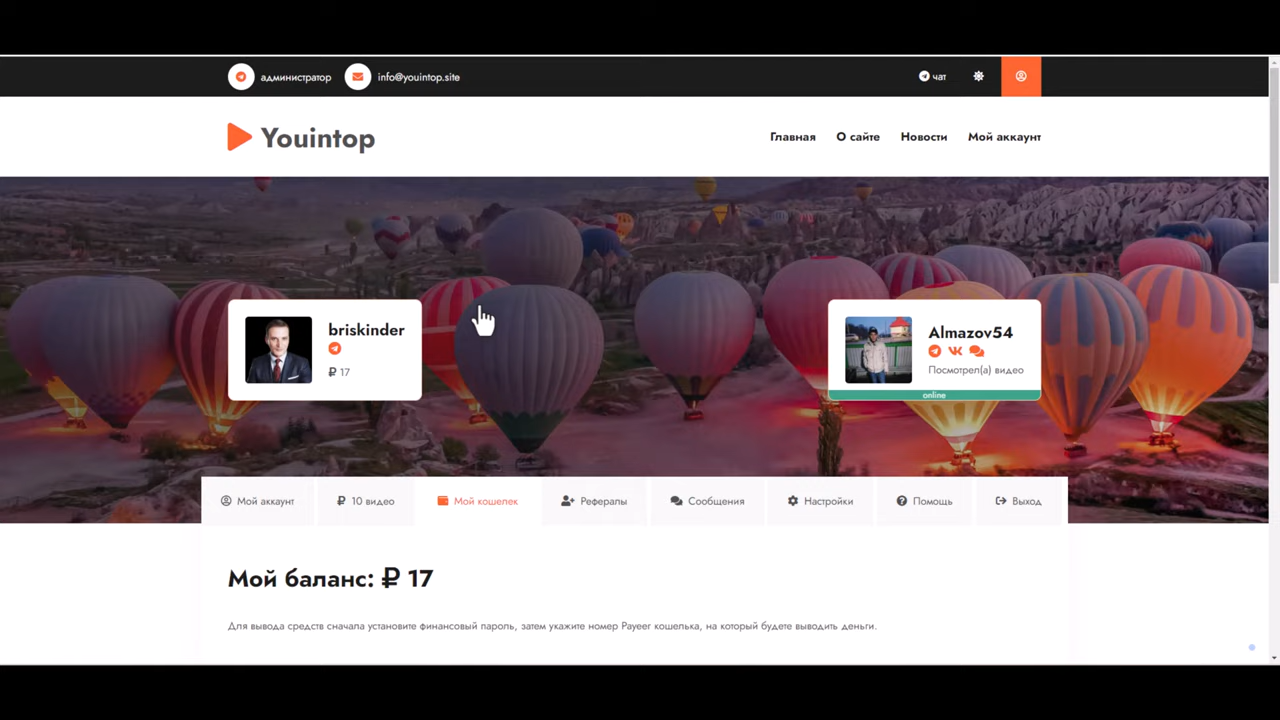 администратор info@youintop.site чат
Youintop Главная О сайте Новости Мой аккаунт
briskinder
₽ 17
Almazov54
Посмотрел(а) видео
online
Мой аккаунт ₽ 10 видео Мой кошелек Рефералы Сообщения Настройки Помощь Выход
Мой баланс: ₽ 17
Для вывода средств сначала установите финансовый пароль, затем укажите номер Payeer кошелька, на который будете выводить деньги.